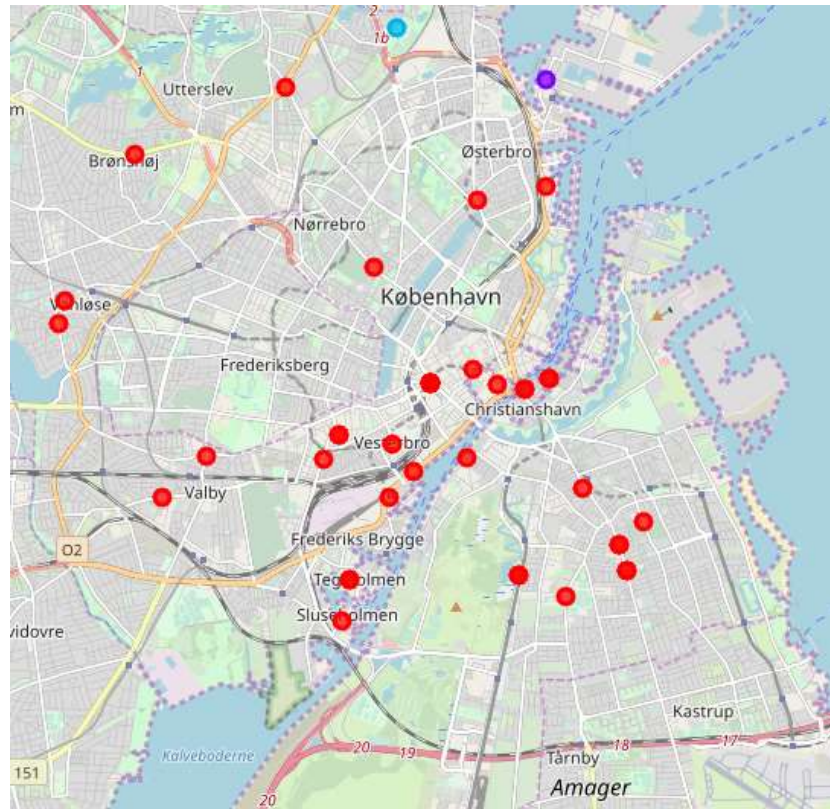 2
1b
1
Utterslev
m
Brønshøj
Østerbro
Nørrebro
København
Vanløse
Frederiksberg
Christianshavn
Vesterbro
Valby
Frederiks Brygge
O2
Teglholmen
Sluseholmen
vidovre
Kastrup
Kalveboderne
20
19
18
17
Tårnby
151
Amager
20